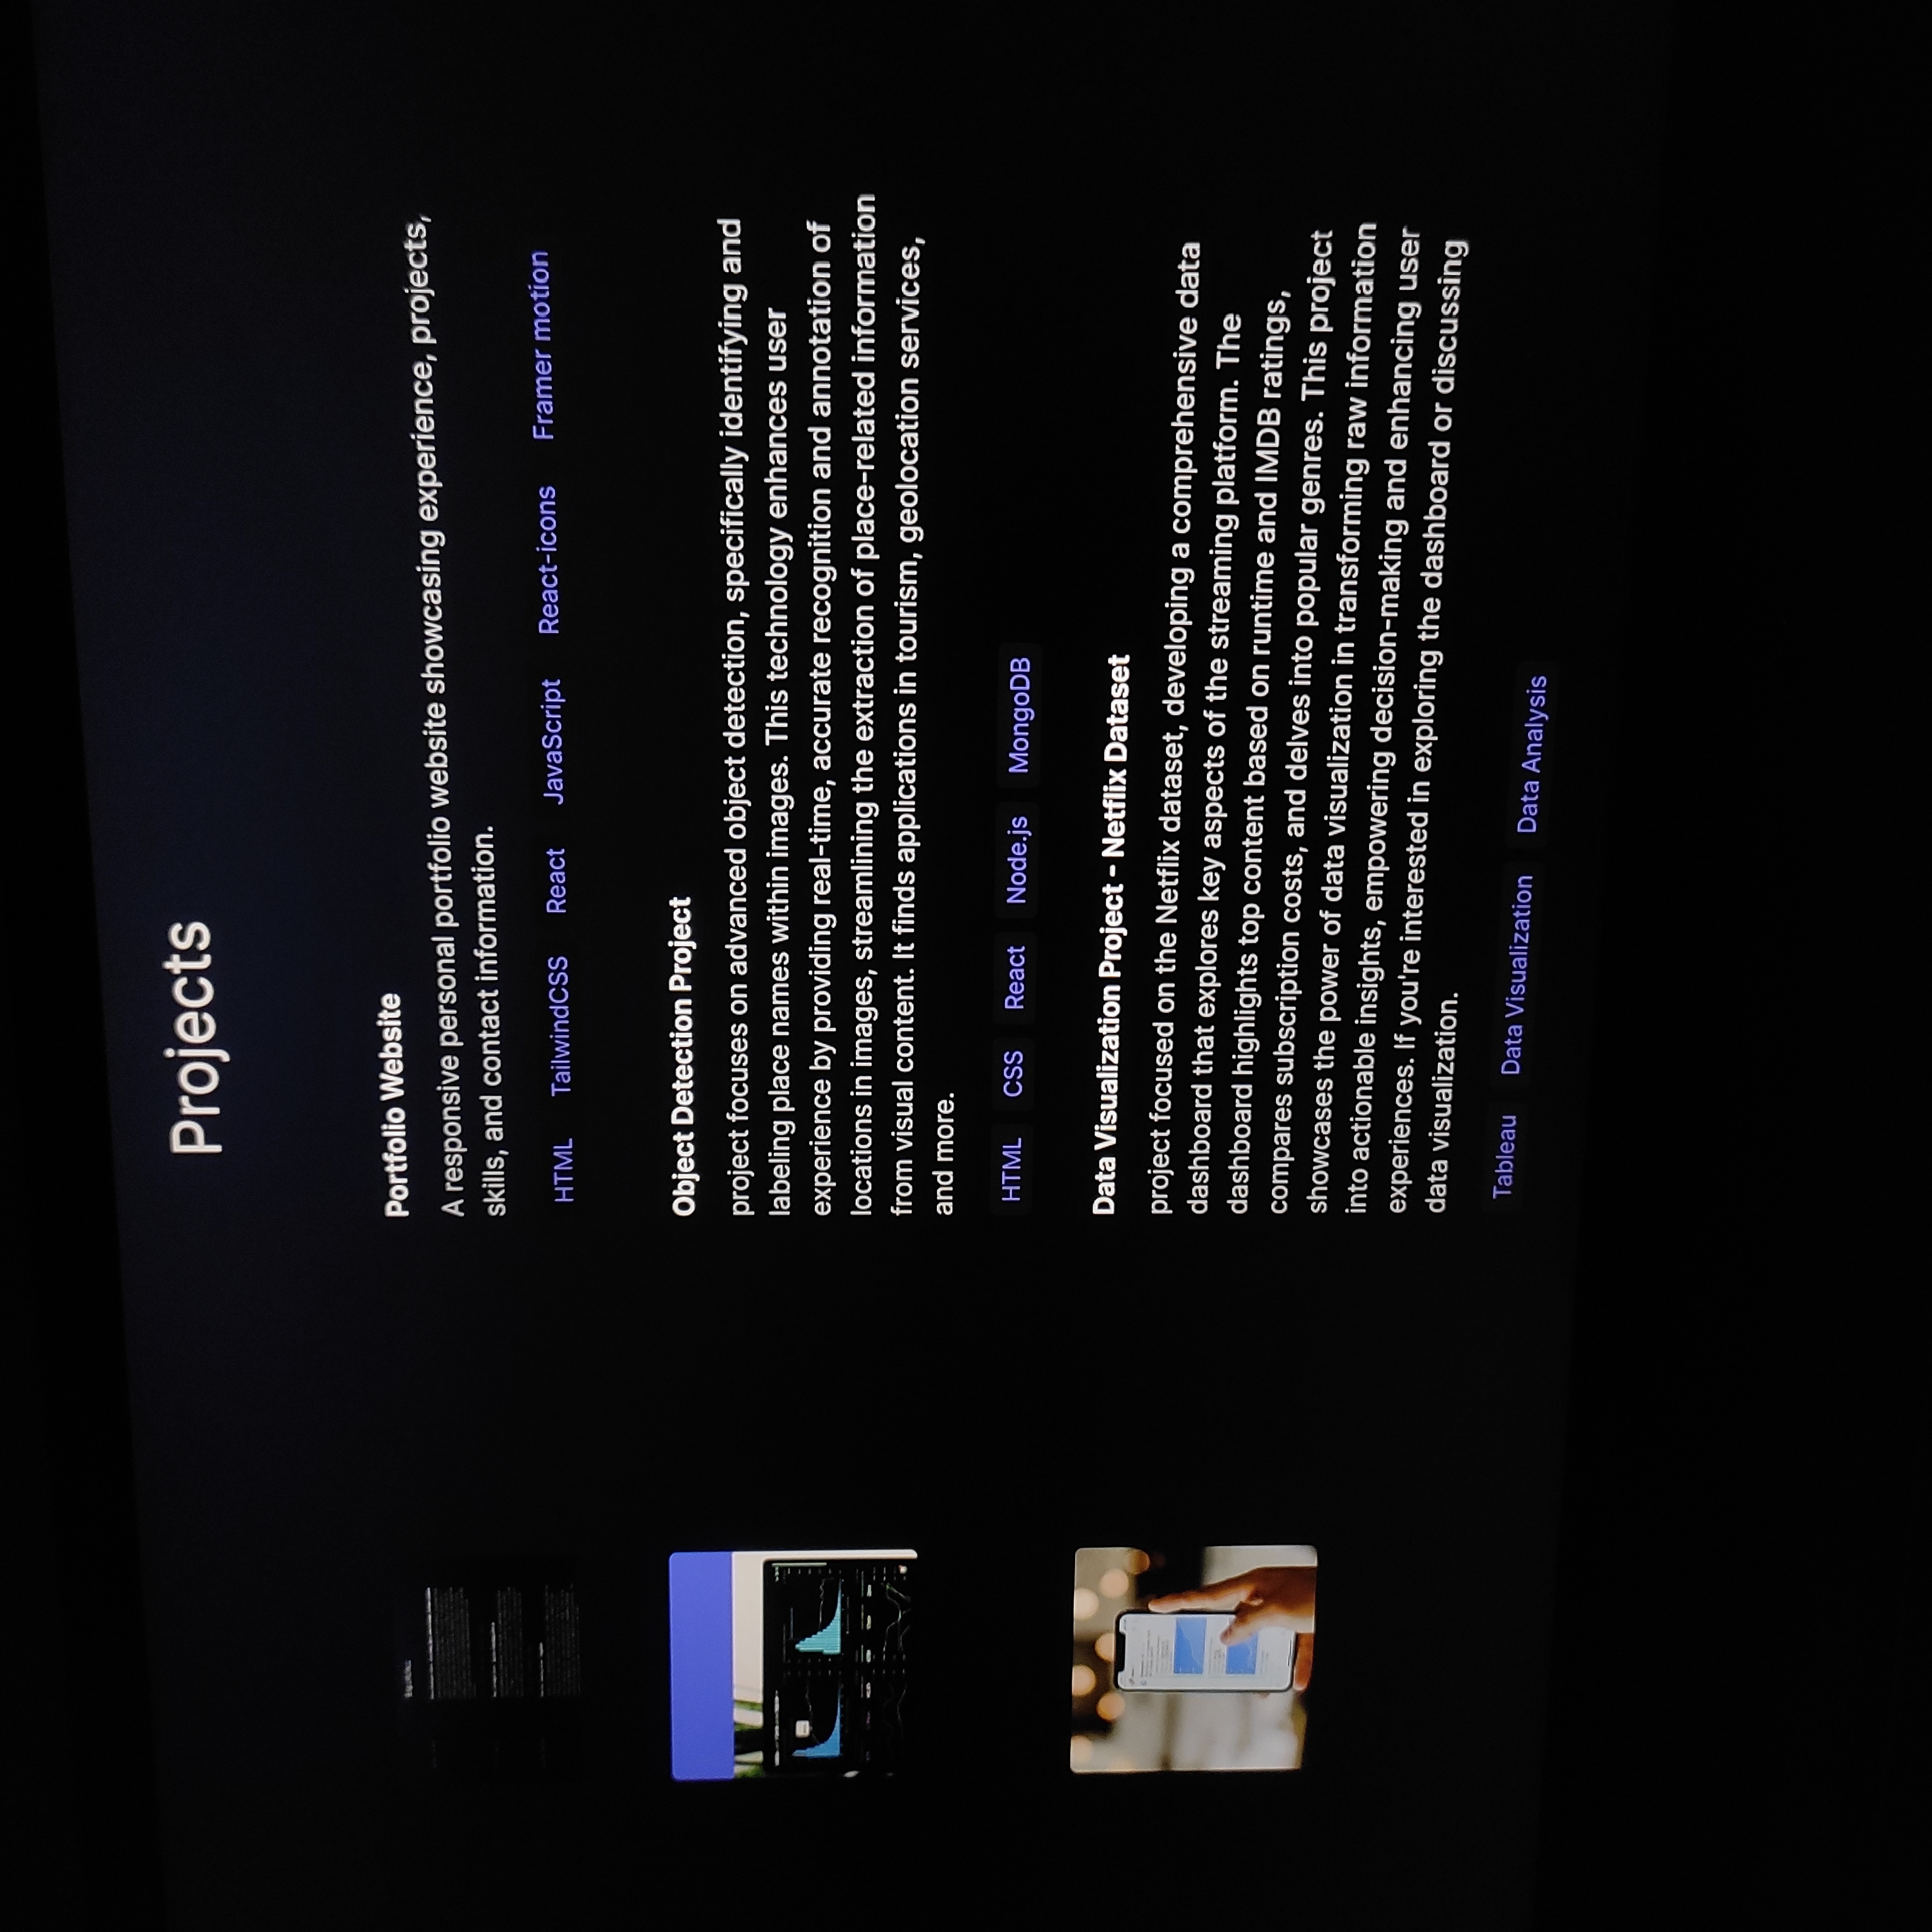 Projects
Portfolio Website
A responsive personal portfolio website showcasing experience, projects,
skills, and contact information.
HTML TailwindCSS React JavaScript React-icons Framer motion
Object Detection Project
project focuses on advanced object detection, specifically identifying and
labeling place names within images. This technology enhances user
experience by providing real-time, accurate recognition and annotation of
locations in images, streamlining the extraction of place-related information
from visual content. It finds applications in tourism, geolocation services,
and more.
HTML CSS React Node.js MongoDB
Data Visualization Project - Netflix Dataset
project focused on the Netflix dataset, developing a comprehensive data
dashboard that explores key aspects of the streaming platform. The
dashboard highlights top content based on runtime and IMDB ratings,
compares subscription costs, and delves into popular genres. This project
showcases the power of data visualization in transforming raw information
into actionable insights, empowering decision-making and enhancing user
experiences. If you're interested in exploring the dashboard or discussing
data visualization.
Tableau Data Visualization Data Analysis